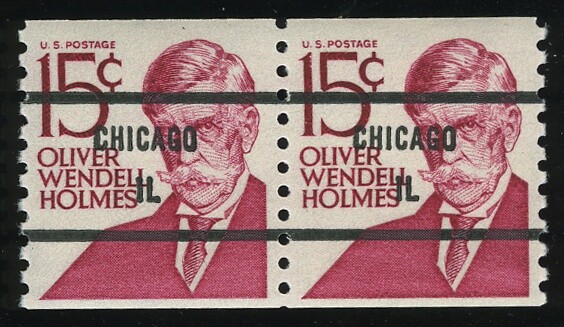 U.S. POSTAGE
15¢
CHICAGO
OLIVER
WENDELL
IL
HOLMES
U.S. POSTAGE
15¢
CHICAGO
OLIVER
WENDELL
IL
HOLMES